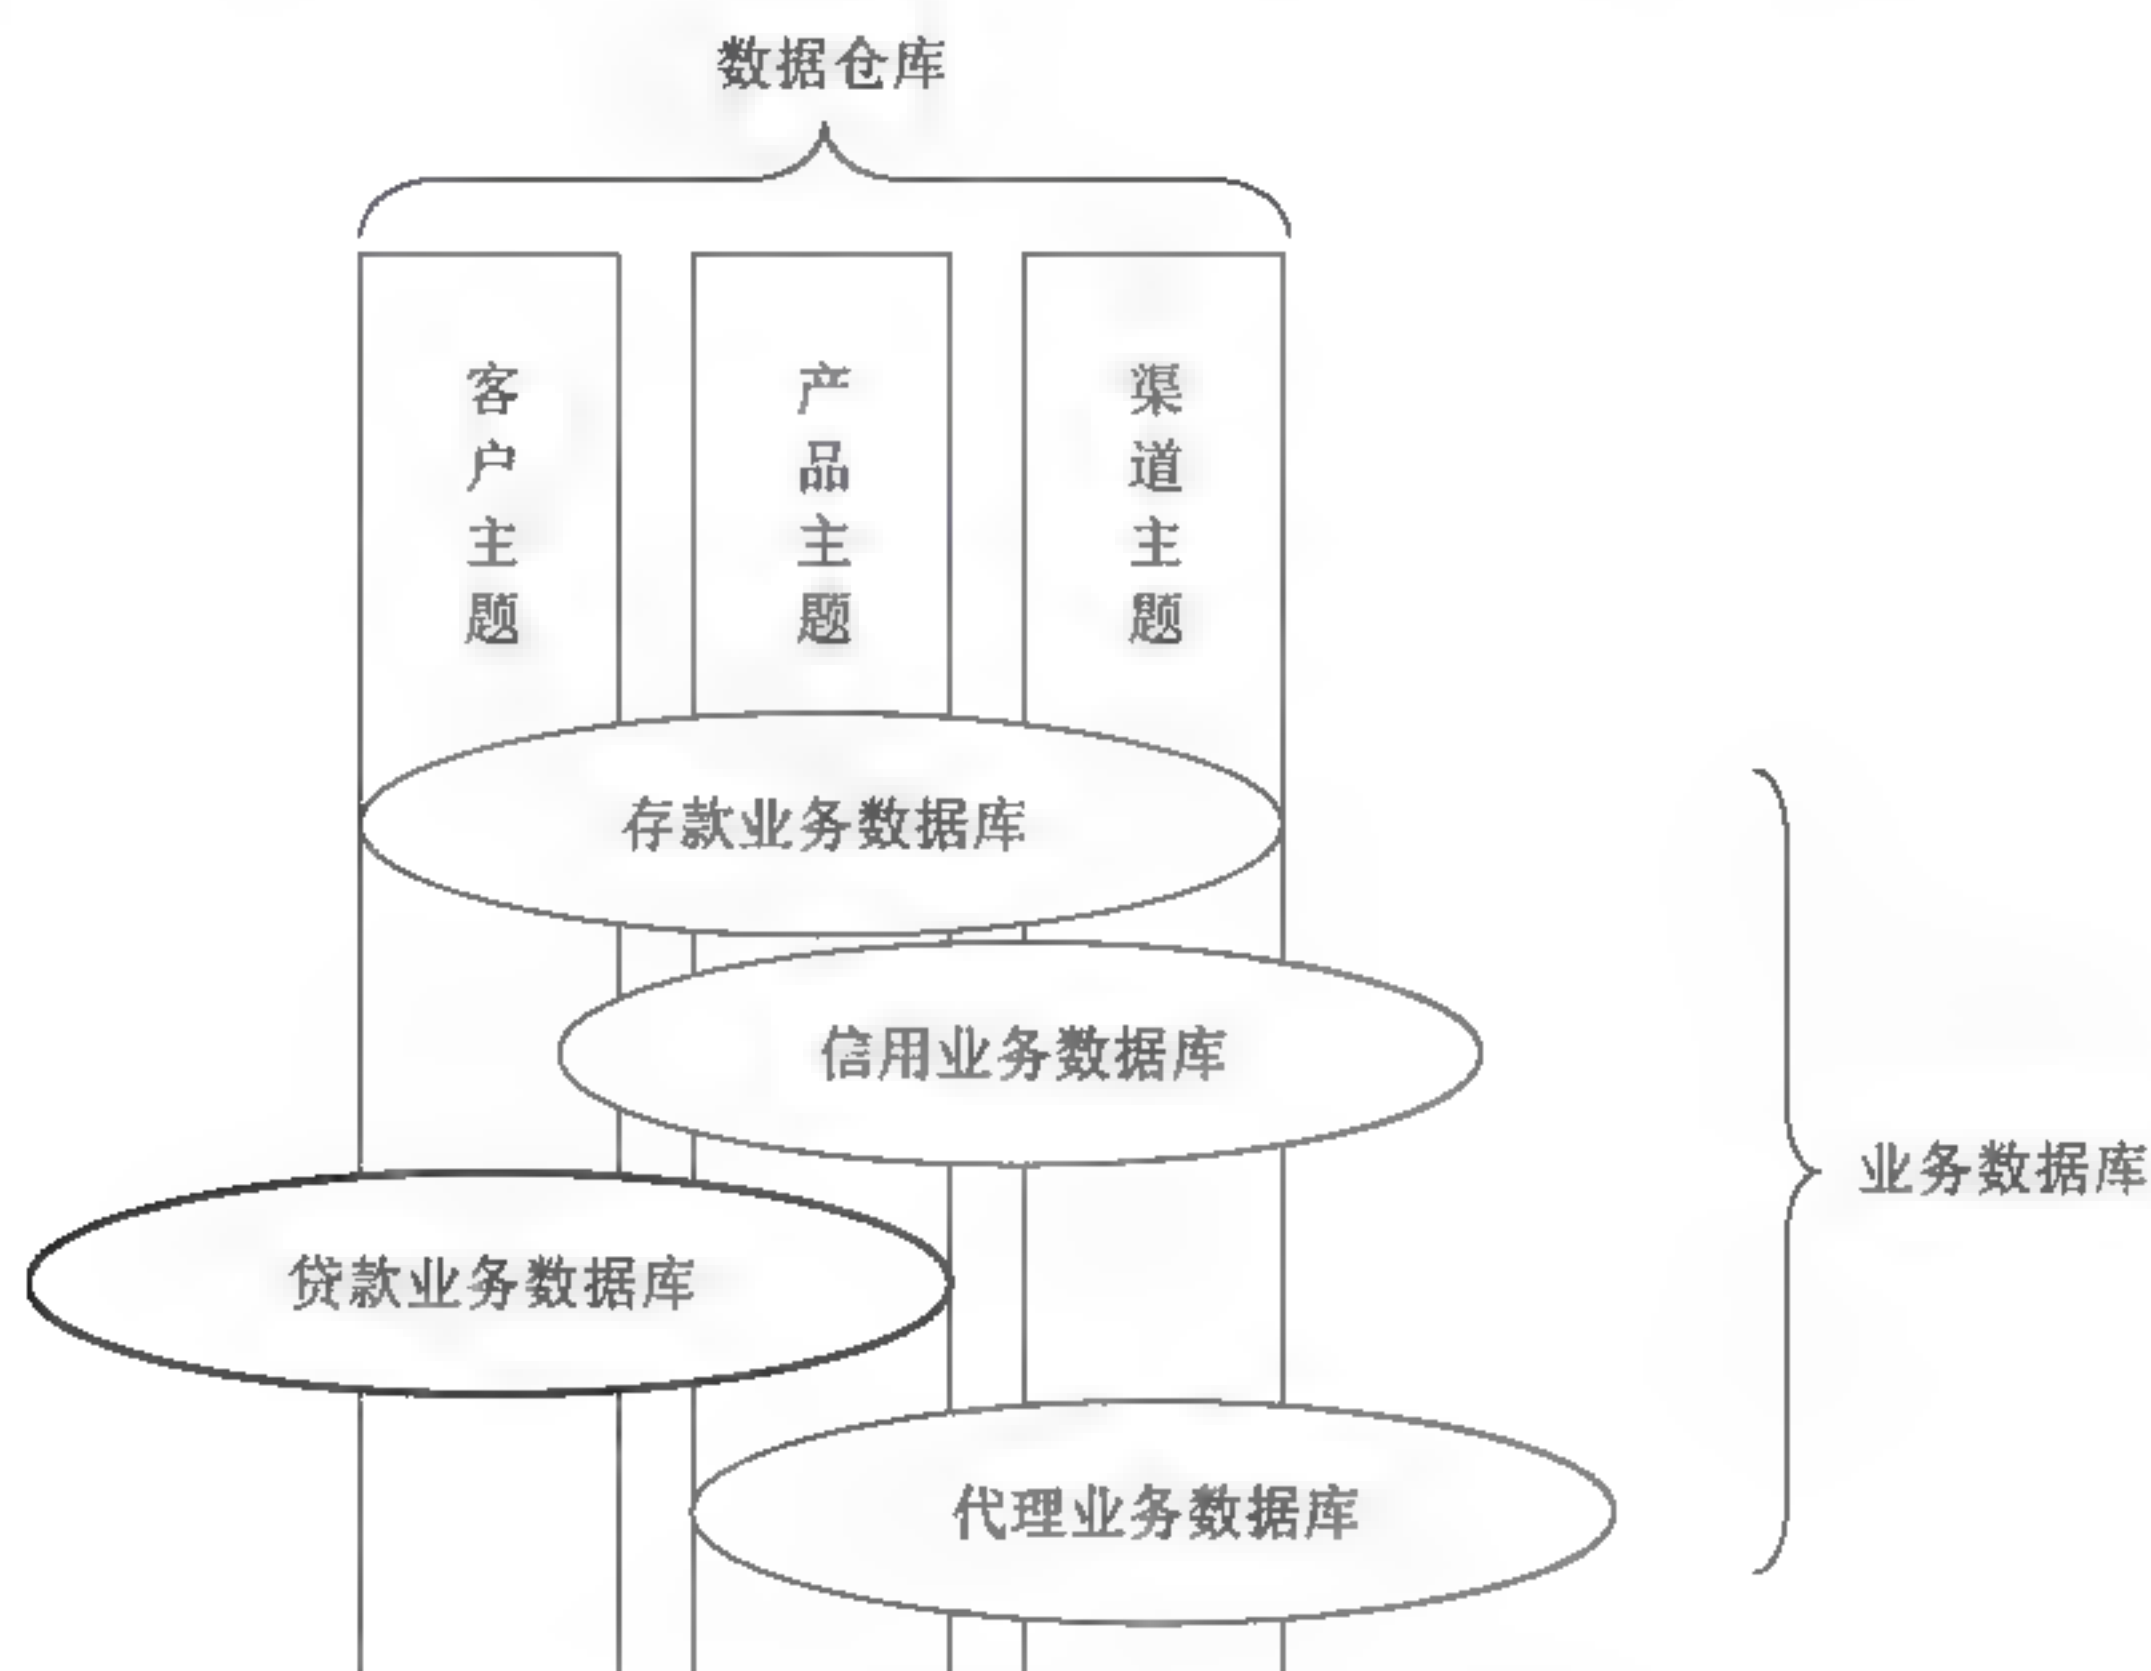 数据仓库
客户主题
产品主题
渠道主题
存款业务数据库
信用业务数据库
业务数据库
贷款业务数据库
代理业务数据库